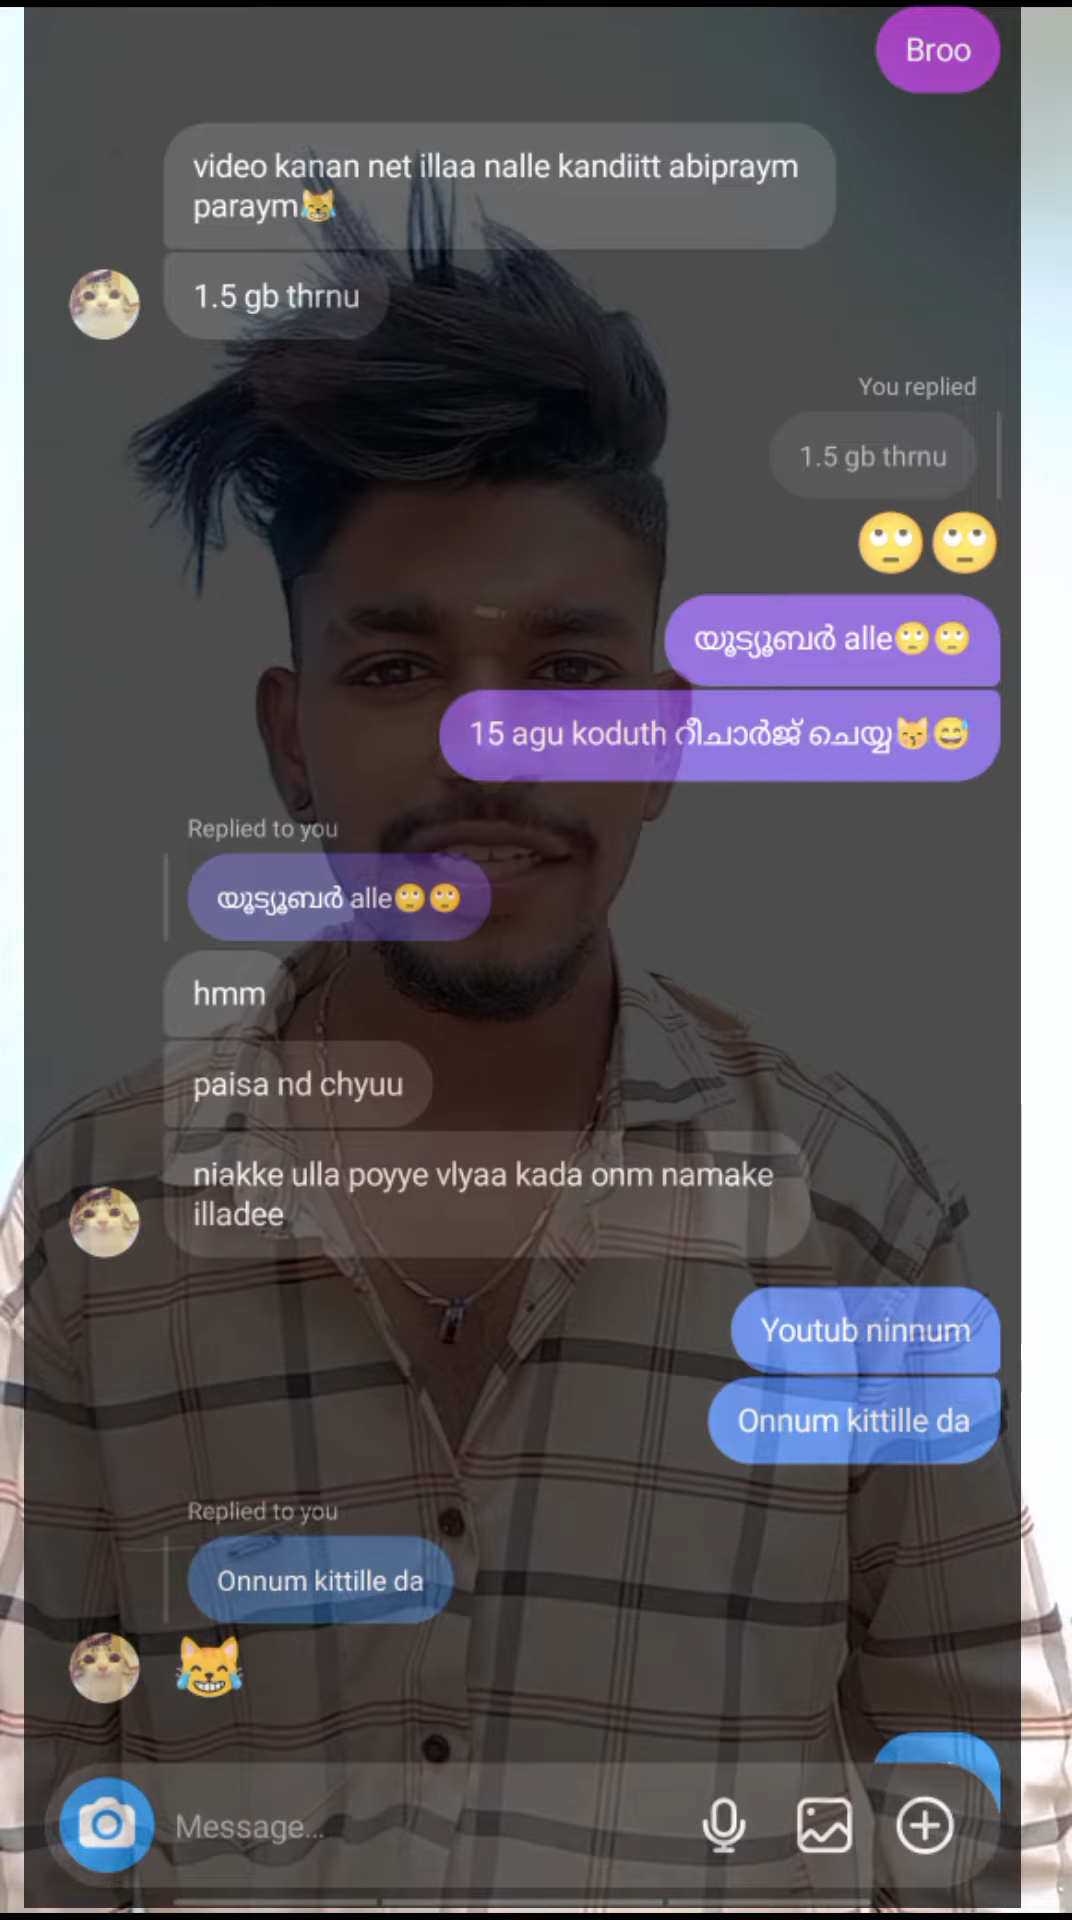 Broo
video kanan net illaa nalle kandiitt abipraym
paraym😹
1.5 gb thrnu
You replied
1.5 gb thrnu
🙄🙄
യൂട്യൂബർ alle🙄🙄
15 agu koduth റീചാർജ് ചെയ്യ😽😅
Replied to you
യൂട്യൂബർ alle🙄🙄
hmm
paisa nd chyuu
niakke ulla poyye vlyaa kada onm namake
illadee
Youtub ninnum
Onnum kittille da
Replied to you
Onnum kittille da
😹
Message...